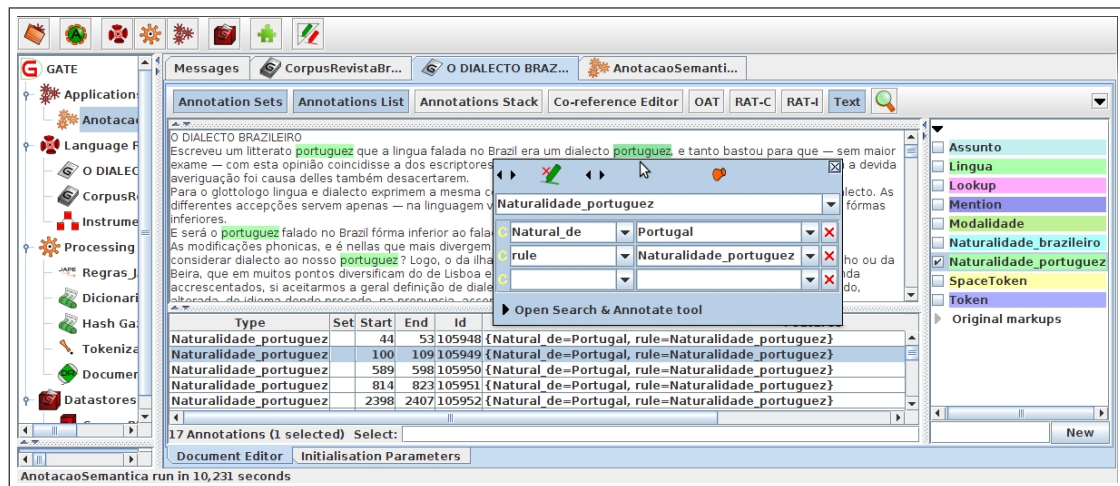 GATE
Application
Anotaca
Language R
O DIALEC
CorpusRe
Instrume
Processing
JAPE Regras_J
Dicionari
Hash Ga
Tokeniza
Documen
Datastores
Messages CorpusRevistaBr... O DIALECTO BRAZ... AnotacaoSemanti...
Annotation Sets Annotations List Annotations Stack Co-reference Editor OAT RAT-C RAT-I Text
O DIALECTO BRAZILEIRO
Escreveu um litterato portuguez que a lingua falada no Brazil era um dialecto portuguez, e tanto bastou para que — sem maior
exame — com esta opinião coincidisse a dos escriptores a devida
averiguação foi causa delles também desacertarem.
Para o glottologo lingua e dialecto exprimem a mesma c lecto. As
differentes accepções servem apenas — na linguagem v fórmas
inferiores.
E será o portuguez falado no Brazil fórma inferior ao fala
As modificações phonicas, e é nellas que mais divergem
considerar dialecto ao nosso portuguez ? Logo, o da ilha ho ou da
Beira, que em muitos pontos diversificam do de Lisboa e nda
accrescentados, si aceitarmos a geral definição de diale do,
Naturalidade_portuguez
C Natural_de Portugal
C rule Naturalidade_portuguez
C
Open Search & Annotate tool
Type Set Start End Id Features
Naturalidade_portuguez 44 53 105948 {Natural_de=Portugal, rule=Naturalidade_portuguez}
Naturalidade_portuguez 100 109 105949 {Natural_de=Portugal, rule=Naturalidade_portuguez}
Naturalidade_portuguez 589 598 105950 {Natural_de=Portugal, rule=Naturalidade_portuguez}
Naturalidade_portuguez 814 823 105951 {Natural_de=Portugal, rule=Naturalidade_portuguez}
Naturalidade_portuguez 2398 2407 105952 {Natural_de=Portugal, rule=Naturalidade_portuguez}
17 Annotations (1 selected) Select:
Document Editor Initialisation Parameters
Assunto
Lingua
Lookup
Mention
Modalidade
Naturalidade_brazileiro
Naturalidade_portuguez
SpaceToken
Token
Original markups
New
AnotacaoSemantica run in 10,231 seconds